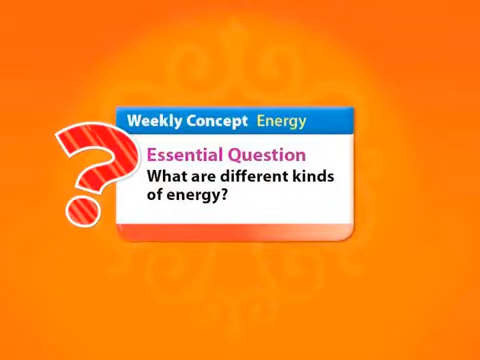 Weekly Concept Energy
Essential Question
What are different kinds
of energy?